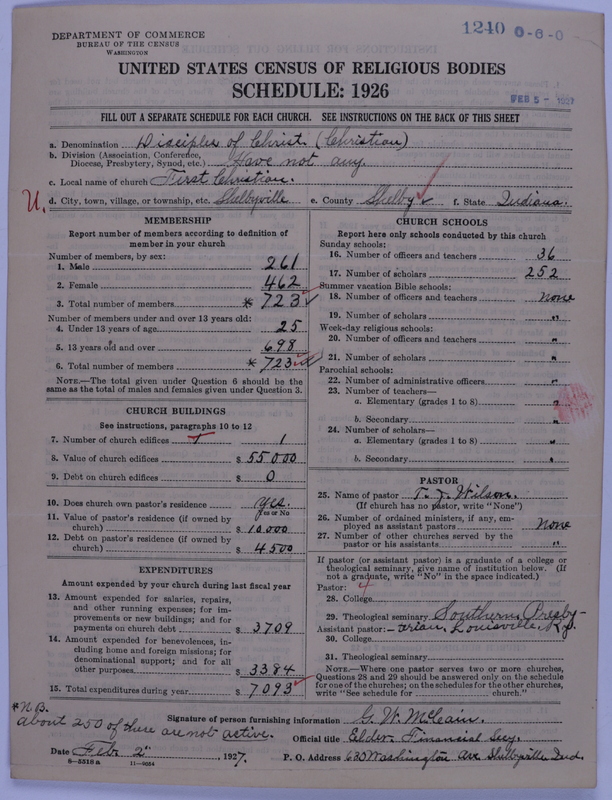 DEPARTMENT OF COMMERCE
BUREAU OF THE CENSUS
WASHINGTON
1240 0-6-0
UNITED STATES CENSUS OF RELIGIOUS BODIES
SCHEDULE: 1926
FEB 5 - 1927
FILL OUT A SEPARATE SCHEDULE FOR EACH CHURCH. SEE INSTRUCTIONS ON THE BACK OF THIS SHEET
a. Denomination Disciples of Christ (Christian)
b. Division (Association, Conference, Diocese, Presbytery, Synod, etc.) Have not any.
c. Local name of church First Christian.
U. d. City, town, village, or township, etc. Shelbyville e. County Shelby f. State Indiana.
MEMBERSHIP
Report number of members according to definition of
member in your church
Number of members, by sex:
1. Male 261
2. Female 462
3. Total number of members * 723
Number of members under and over 13 years old:
4. Under 13 years of age 25
5. 13 years old and over 698
6. Total number of members * 723
NOTE.—The total given under Question 6 should be the
same as the total of males and females given under Question 3.
CHURCH BUILDINGS
See instructions, paragraphs 10 to 12
7. Number of church edifices 1
8. Value of church edifices $ 55000
9. Debt on church edifices $ 0
10. Does church own pastor's residence Yes.
Yes or No
11. Value of pastor's residence (if owned by
church) $ 10000
12. Debt on pastor's residence (if owned by
church) $ 4500
EXPENDITURES
Amount expended by your church during last fiscal year
13. Amount expended for salaries, repairs,
and other running expenses; for im-
provements or new buildings; and for
payments on church debt $ 3709
14. Amount expended for benevolences, in-
cluding home and foreign missions; for
denominational support; and for all
other purposes $ 3384
15. Total expenditures during year $ 7093
CHURCH SCHOOLS
Report here only schools conducted by this church
Sunday schools:
16. Number of officers and teachers 36
17. Number of scholars 252
Summer vacation Bible schools:
18. Number of officers and teachers None
19. Number of scholars "
Week-day religious schools:
20. Number of officers and teachers "
21. Number of scholars "
Parochial schools:
22. Number of administrative officers "
23. Number of teachers—
a. Elementary (grades 1 to 8) "
b. Secondary "
24. Number of scholars—
a. Elementary (grades 1 to 8) "
b. Secondary "
PASTOR
25. Name of pastor T. J. Wilson.
(If church has no pastor, write "None")
26. Number of ordained ministers, if any, em-
ployed as assistant pastors None
27. Number of other churches served by the
pastor or his assistants "
If pastor (or assistant pastor) is a graduate of a college or
theological seminary, give name of institution below. (If
not a graduate, write "No" in the space indicated.)
Pastor: 4
28. College
29. Theological seminary Southern Presby-
Assistant pastor: -terian, Louisville, Ky.
30. College
31. Theological seminary
NOTE.—Where one pastor serves two or more churches,
Questions 28 and 29 should be answered only on the schedule
for one of the churches; on the schedules for the other churches,
write "See schedule for church."
*N.B.
About 250 of these are not active.
Signature of person furnishing information G. W. McCain.
Official title Elder - Financial Secy.
Date Feb. 2", 1927. P. O. Address 630 Washington Ave Shelbyville Ind.
8—5518a 11—9054